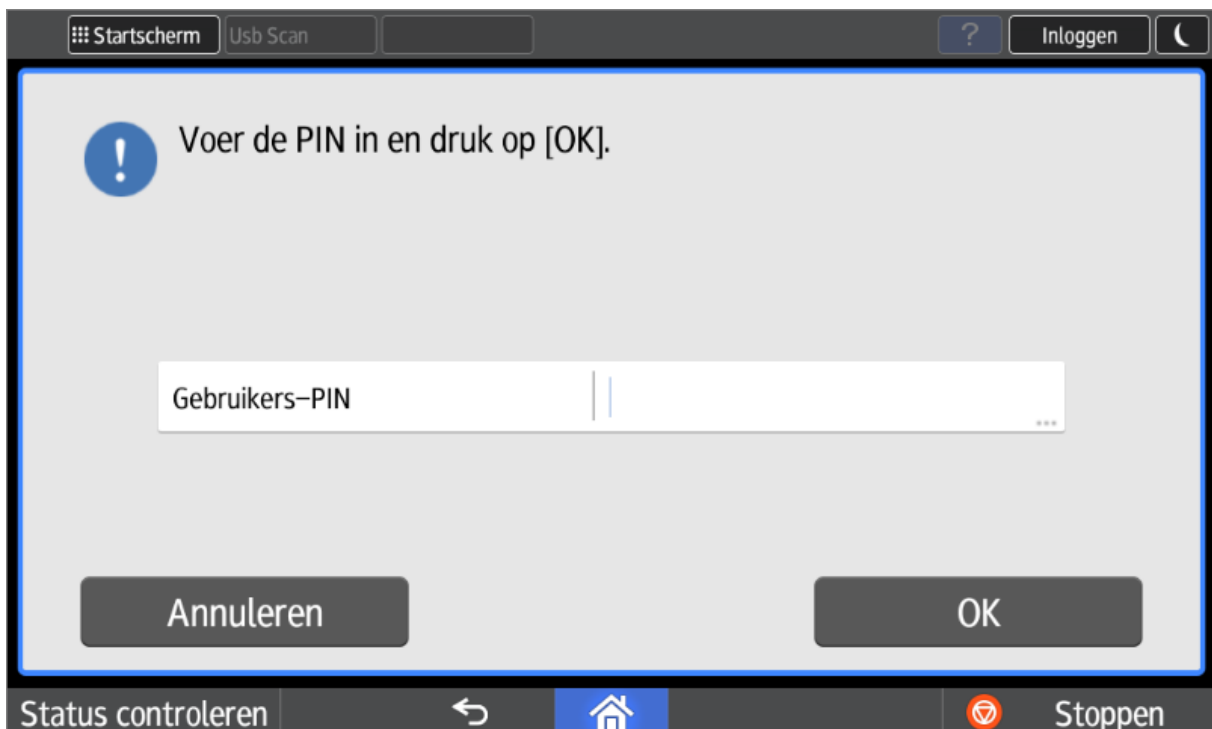 Startscherm Usb Scan ? Inloggen
Voer de PIN in en druk op [OK].
Gebruikers-PIN
...
Annuleren OK
Status controleren Stoppen